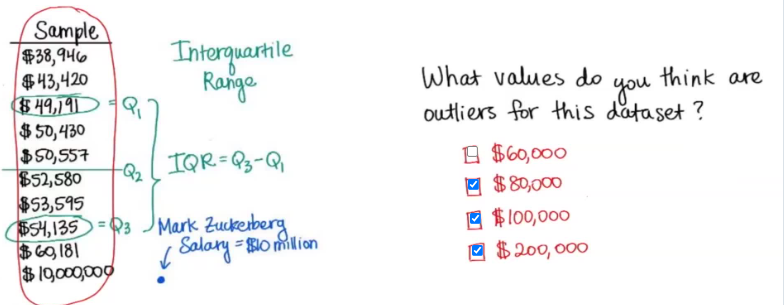 Sample
$38,946
$43,420
$49,191 = Q1
$50,430
$50,557
Q2
$52,580
$53,595
$54,135 = Q3
$60,181
$10,000,000
Interquartile
Range
IQR = Q3 - Q1
Mark Zuckerberg
Salary = $10 million
What values do you think are
outliers for this dataset?
$60,000
$80,000
$100,000
$200,000